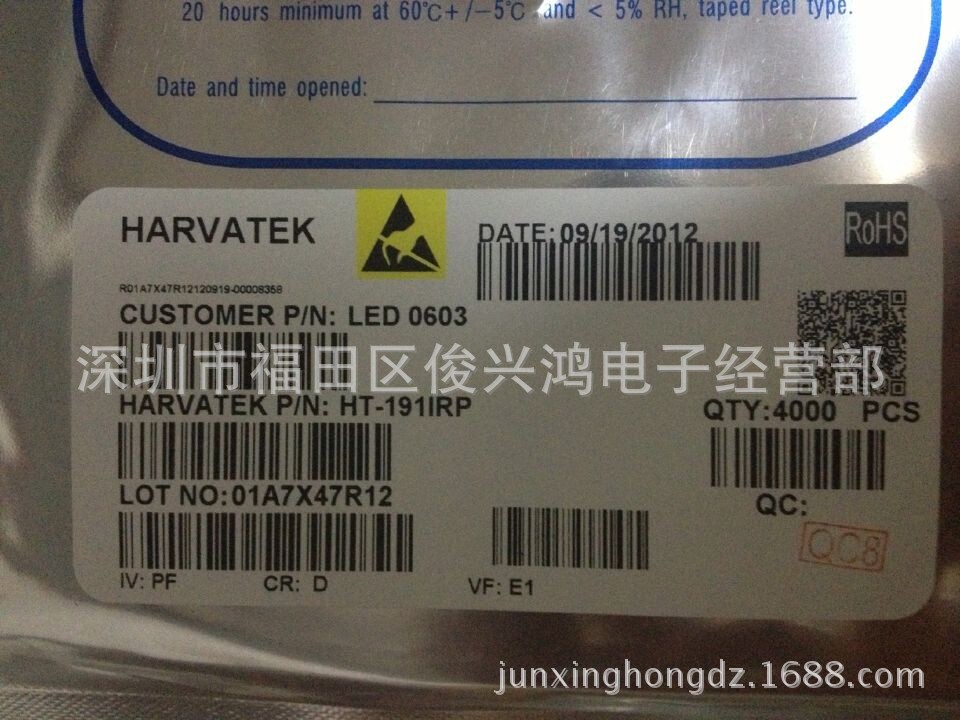 20 hours minimum at 60℃+/-5℃ and < 5% RH, taped reel type.
Date and time opened:
HARVATEK
DATE: 09/19/2012
RoHS
R01A7X47R12120919-00008358
CUSTOMER P/N: LED 0603
深圳市福田区俊兴鸿电子经营部
HARVATEK P/N: HT-191IRP
QTY:4000 PCS
LOT NO:01A7X47R12
QC:
QC8
IV: PF CR: D VF: E1
junxinghongdz.1688.com